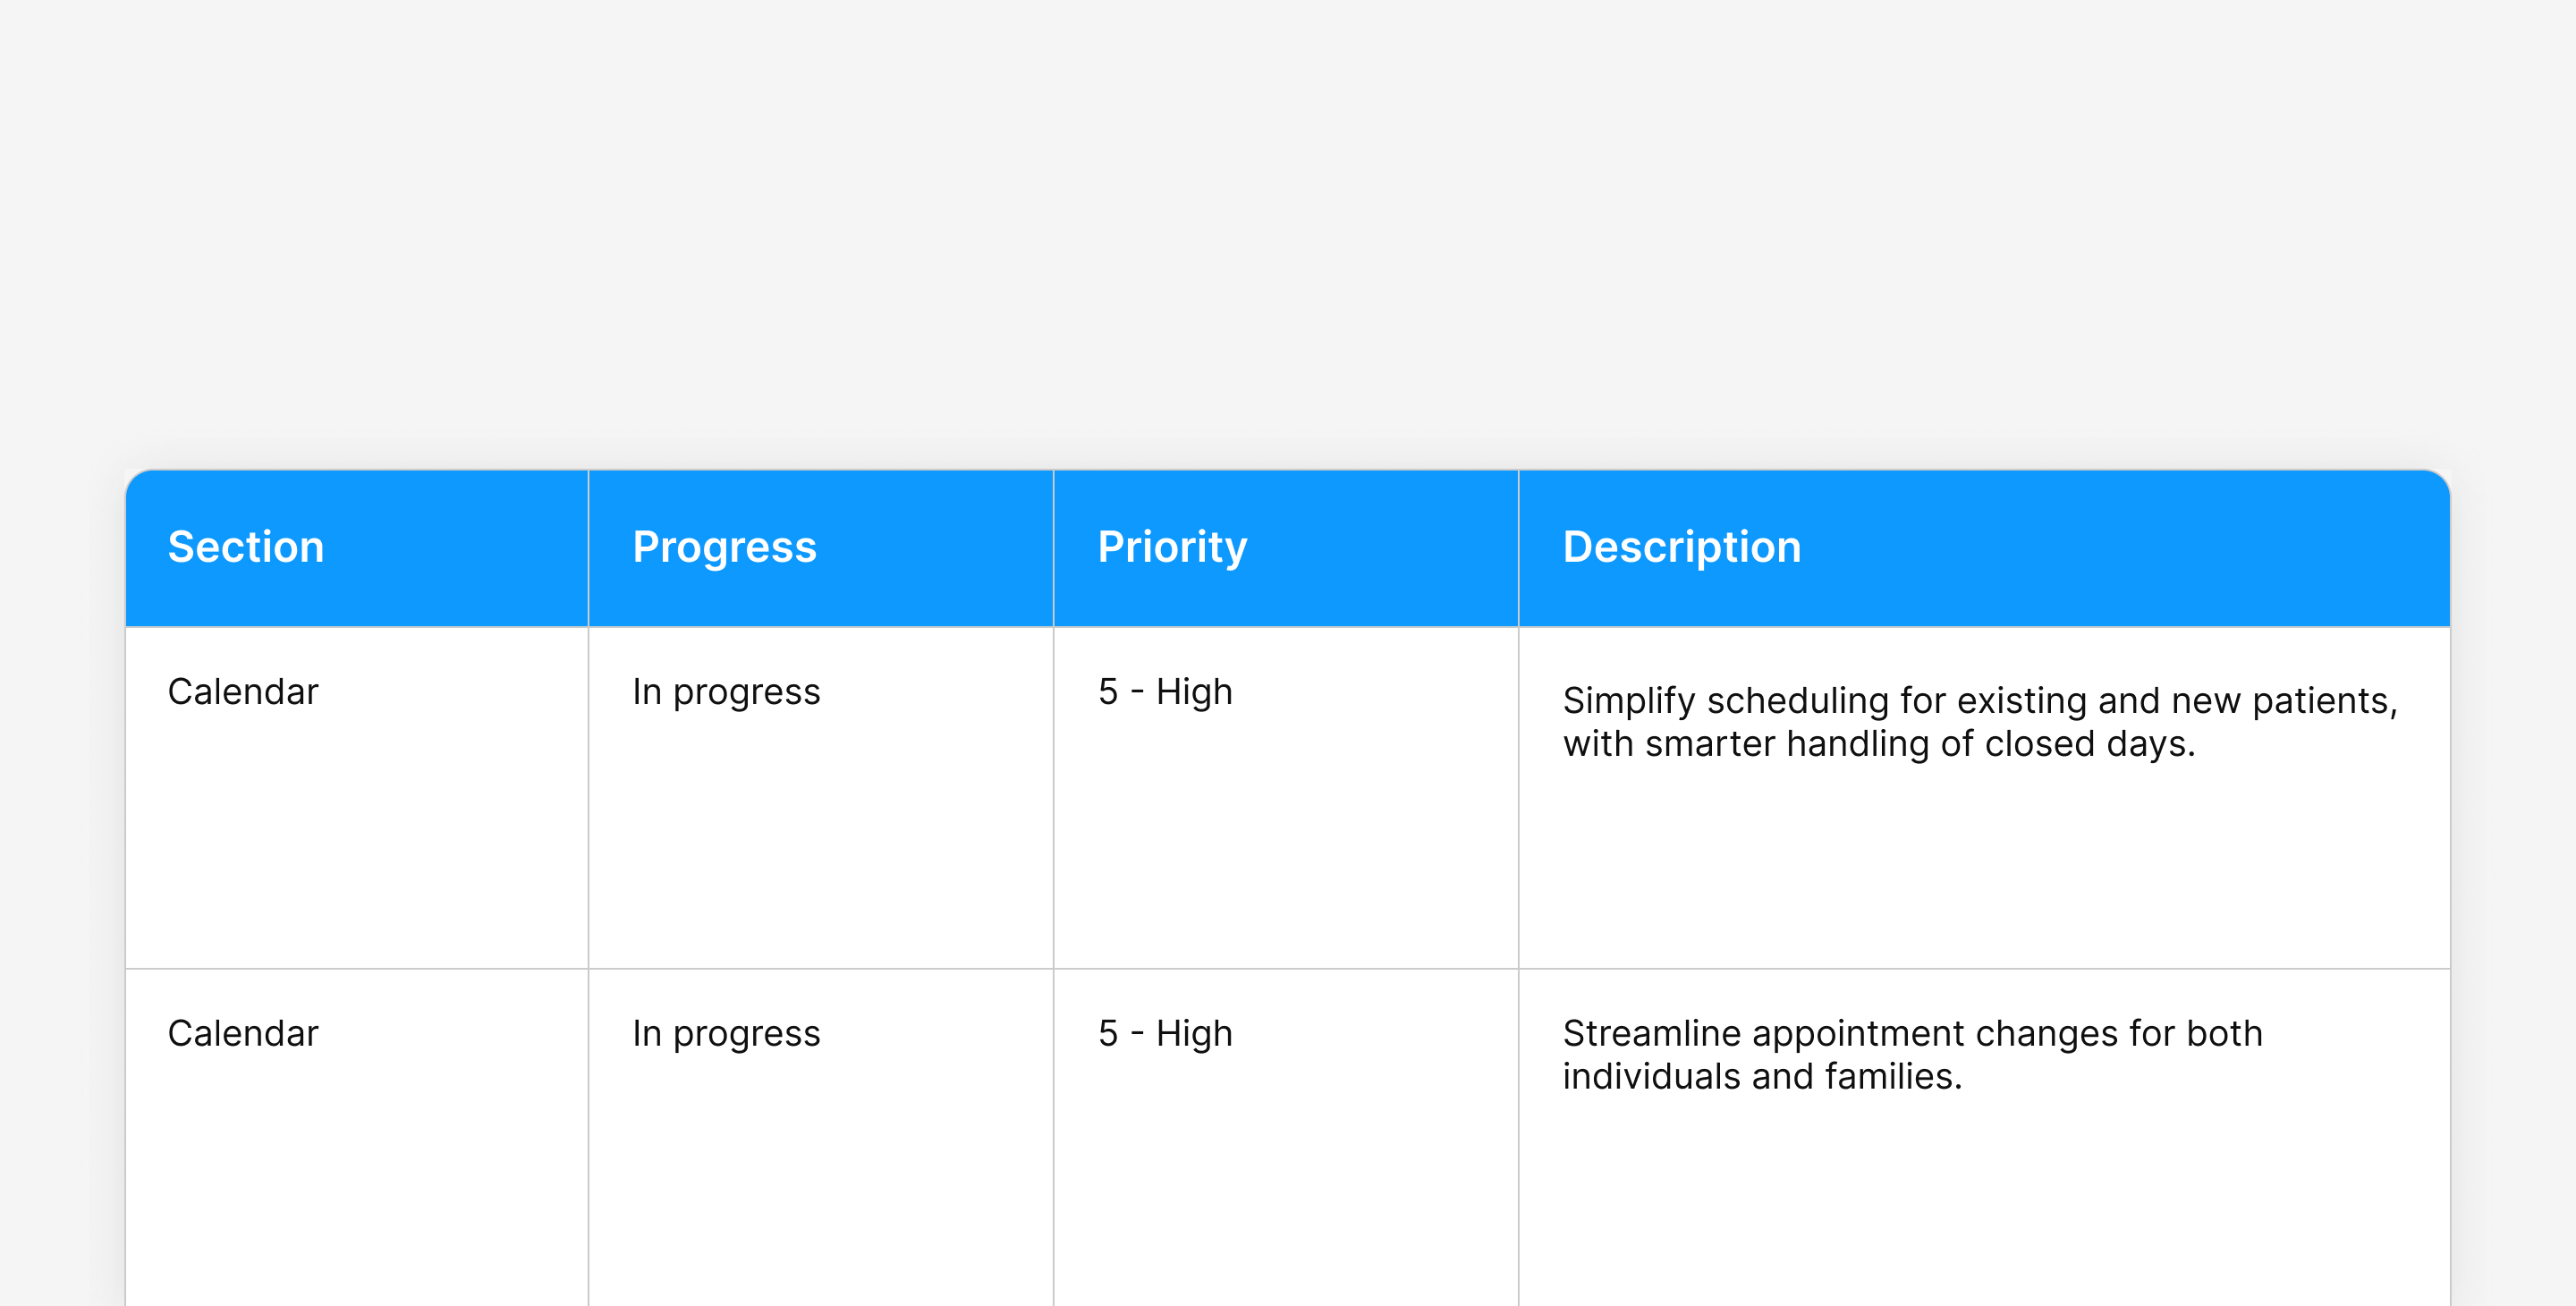 Section Progress Priority Description
Calendar In progress 5 - High Simplify scheduling for existing and new patients,
with smarter handling of closed days.
Calendar In progress 5 - High Streamline appointment changes for both
individuals and families.